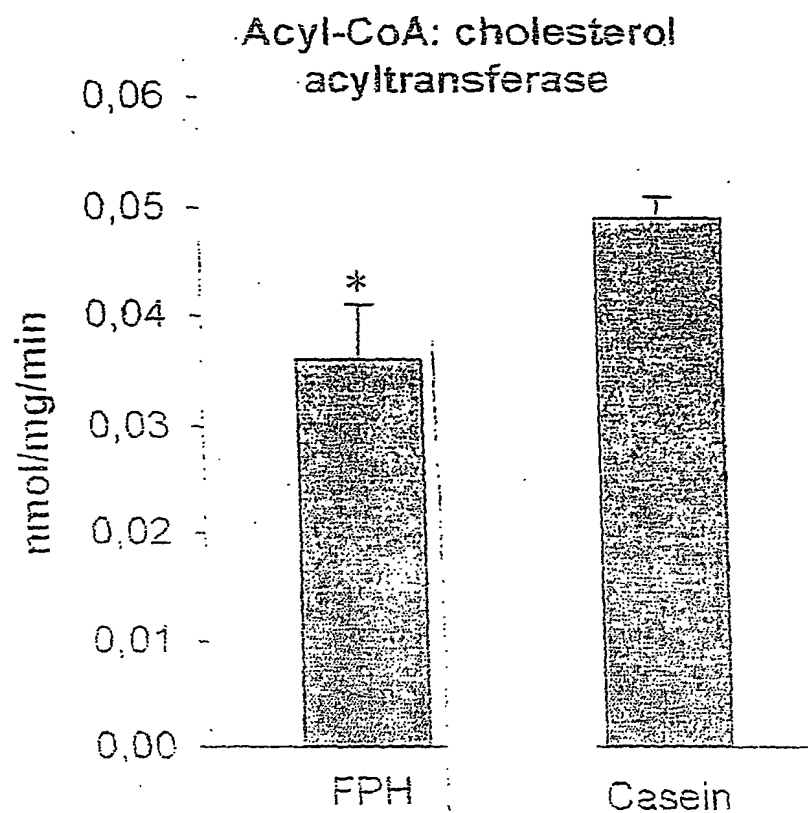 Acyl-CoA: cholesterol
acyltransferase
0,06
0,05
*
0,04
0,03
0,02
0,01
0,00
nmol/mg/min
FPH
Casein